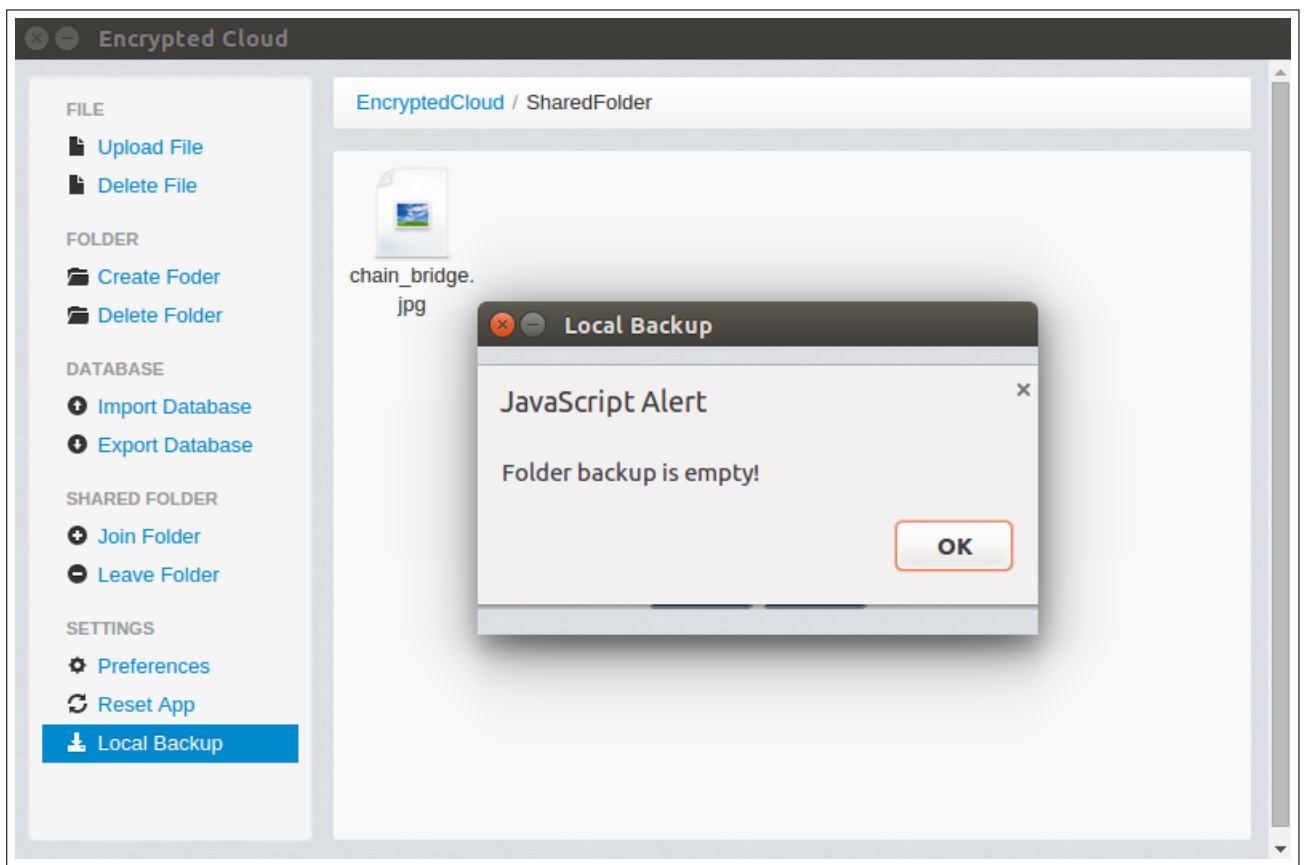 Encrypted Cloud
FILE
Upload File
Delete File
FOLDER
Create Foder
Delete Folder
DATABASE
Import Database
Export Database
SHARED FOLDER
Join Folder
Leave Folder
SETTINGS
Preferences
Reset App
Local Backup
EncryptedCloud / SharedFolder
chain_bridge.
jpg
Local Backup
JavaScript Alert
Folder backup is empty!
OK